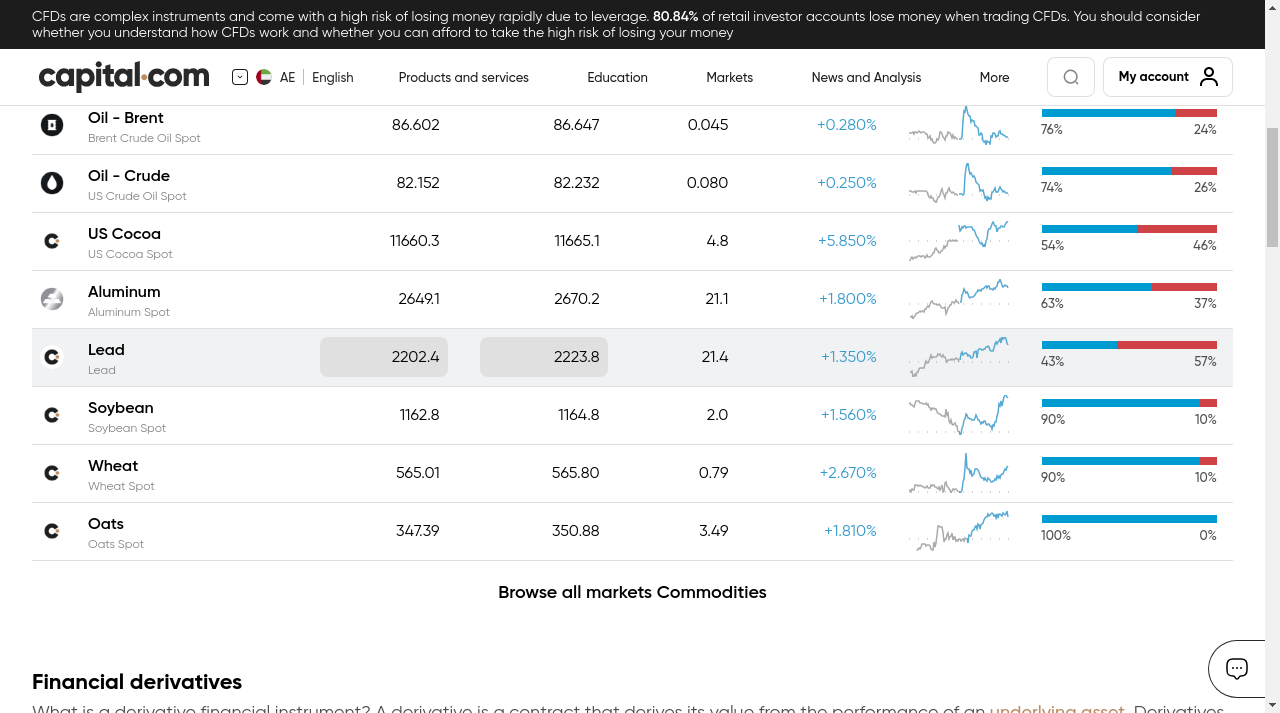 CFDs are complex instruments and come with a high risk of losing money rapidly due to leverage. 80.84% of retail investor accounts lose money when trading CFDs. You should consider
whether you understand how CFDs work and whether you can afford to take the high risk of losing your money
capital.com AE English Products and services Education Markets News and Analysis More My account
Oil - Brent 86.602 86.647 0.045 +0.280%
Brent Crude Oil Spot 76% 24%
Oil - Crude 82.152 82.232 0.080 +0.250%
US Crude Oil Spot 74% 26%
US Cocoa 11660.3 11665.1 4.8 +5.850%
US Cocoa Spot 54% 46%
Aluminum 2649.1 2670.2 21.1 +1.800%
Aluminum Spot 63% 37%
Lead 2202.4 2223.8 21.4 +1.350%
Lead 43% 57%
Soybean 1162.8 1164.8 2.0 +1.560%
Soybean Spot 90% 10%
Wheat 565.01 565.80 0.79 +2.670%
Wheat Spot 90% 10%
Oats 347.39 350.88 3.49 +1.810%
Oats Spot 100% 0%
Browse all markets Commodities
Financial derivatives
What is a derivative financial instrument? A derivative is a contract that derives its value from the performance of an underlying asset. Derivatives